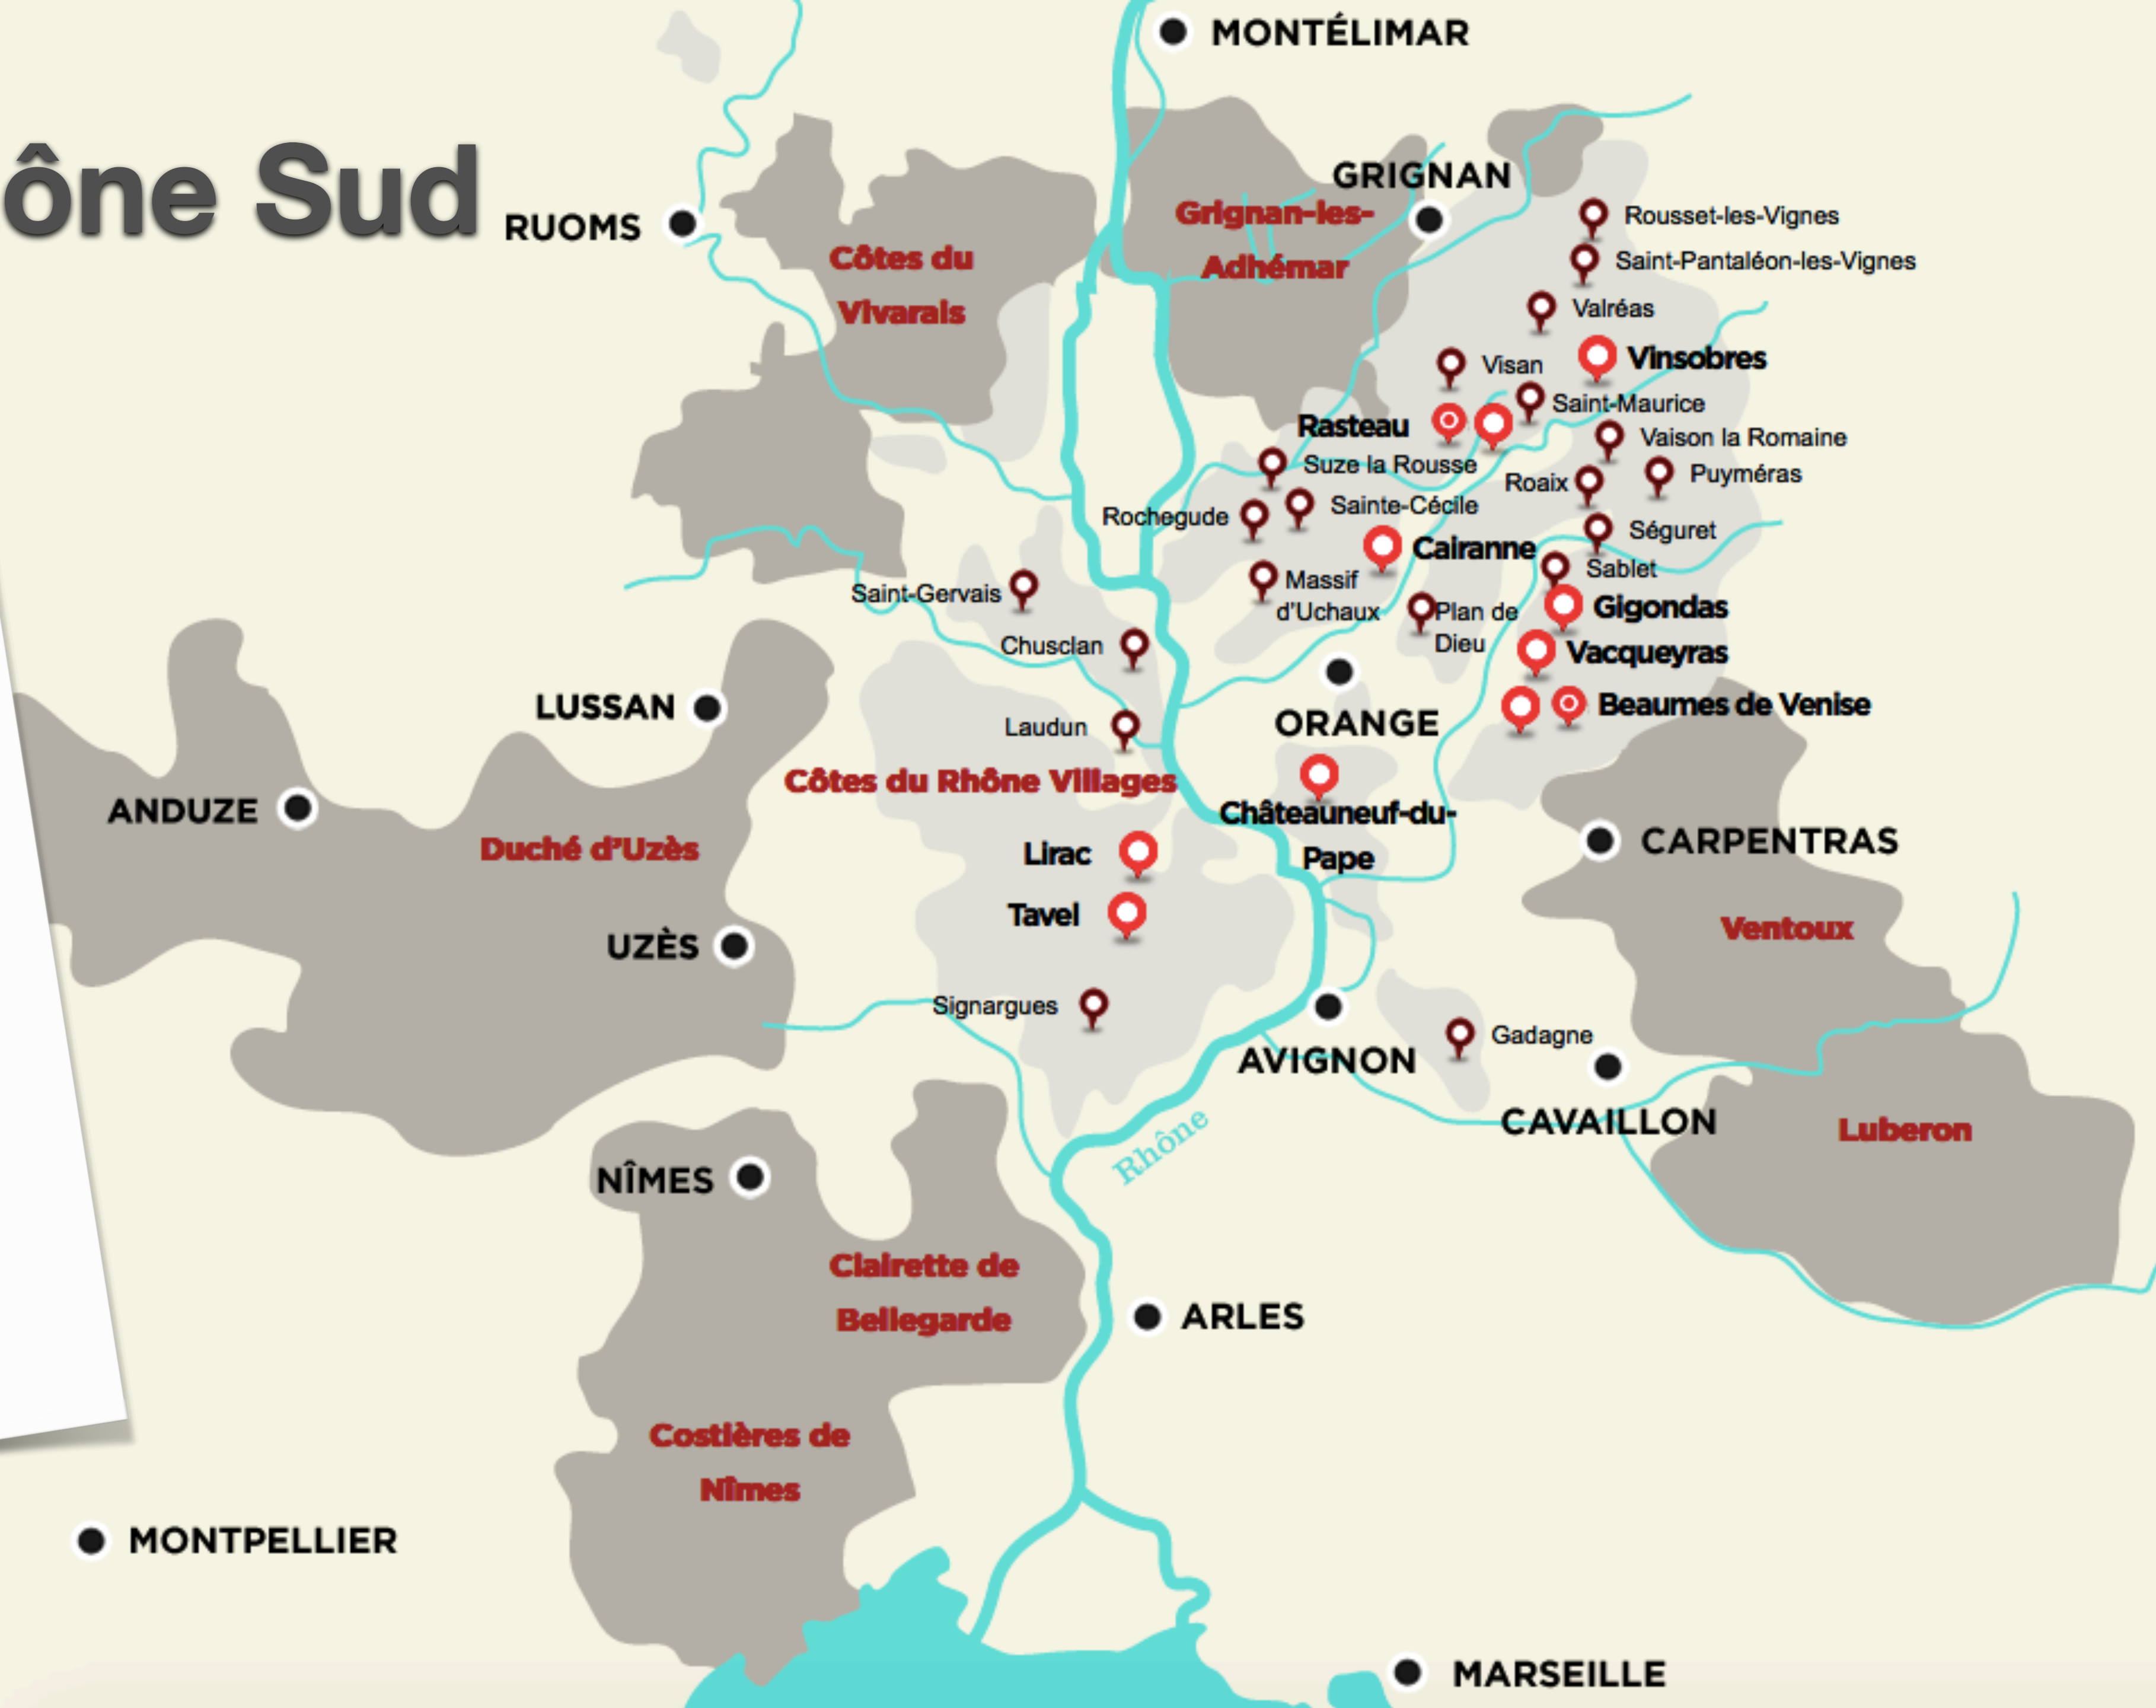 MONTÉLIMAR
ône Sud
GRIGNAN
RUOMS
Grignan-les-
Adhémar
Rousset-les-Vignes
Côtes du
Vivarais
Saint-Pantaléon-les-Vignes
Valréas
Vinsobres
Visan
Saint-Maurice
Rasteau
Vaison la Romaine
Suze la Rousse
Puyméras
Roaix
Sainte-Cécile
Rochegude
Séguret
Cairanne
Sablet
Massif
d'Uchaux
Saint-Gervais
Gigondas
Plan de
Dieu
Chusclan
Vacqueyras
LUSSAN
Beaumes de Venise
ORANGE
Laudun
Côtes du Rhône Villages
ANDUZE
Châteauneuf-du-
Pape
CARPENTRAS
Duché d'Uzès
Lirac
Tavel
Ventoux
UZÈS
Signargues
Gadagne
AVIGNON
CAVAILLON
Luberon
Rhône
NÎMES
Clairette de
Bellegarde
ARLES
Costières de
Nîmes
MONTPELLIER
MARSEILLE